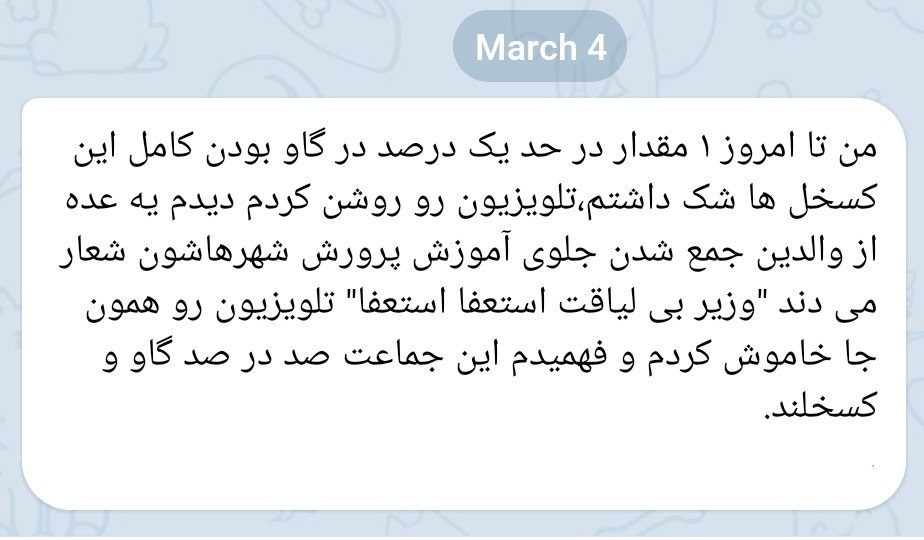 March 4
من تا امروز ۱ مقدار در حد یک درصد در گاو بودن کامل این
کسخل ها شک داشتم،تلویزیون رو روشن کردم دیدم یه عده
از والدین جمع شدن جلوی آموزش پرورش شهرهاشون شعار
می دند "وزیر بی لیاقت استعفا استعفا" تلویزیون رو همون
جا خاموش کردم و فهمیدم این جماعت صد در صد گاو و
کسخلند.